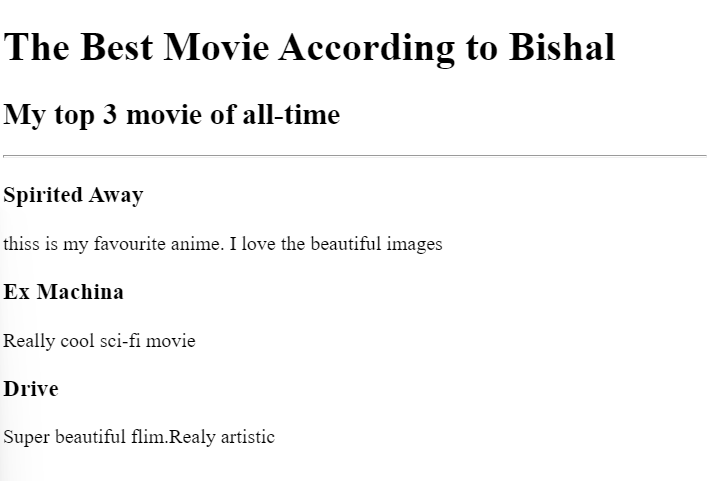 The Best Movie According to Bishal
My top 3 movie of all-time
Spirited Away
thiss is my favourite anime. I love the beautiful images
Ex Machina
Really cool sci-fi movie
Drive
Super beautiful flim.Realy artistic